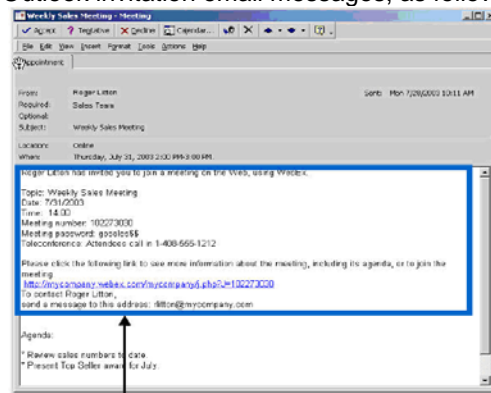 Outlook invitation email messages, as follo
Weekly Sales Meeting - Meeting
Accept Tentative Decline Calendar...
File Edit View Insert Format Tools Actions Help
Appointment
From: Roger Litton Sent: Mon 7/28/2003 10:11 AM
Required: Sales Team
Optional:
Subject: Weekly Sales Meeting
Location: Online
When: Thursday, July 31, 2003 2:00 PM-3:00 PM
Roger Litton has invited you to join a meeting on the Web, using WebEx.
Topic: Weekly Sales Meeting
Date: 7/31/2003
Time: 14:00
Meeting number: 102273030
Meeting password: gosales$$
Teleconference: Attendees call in 1-408-555-1212
Please click the following link to see more information about the meeting, including its agenda, or to join the
meeting.
http://mycompany.webex.com/mycompany/j.php?J=102273030
To contact Roger Litton,
send a message to this address: rlitton@mycompany.com
Agenda:
* Review sales numbers to date.
* Present Top Seller award for July.